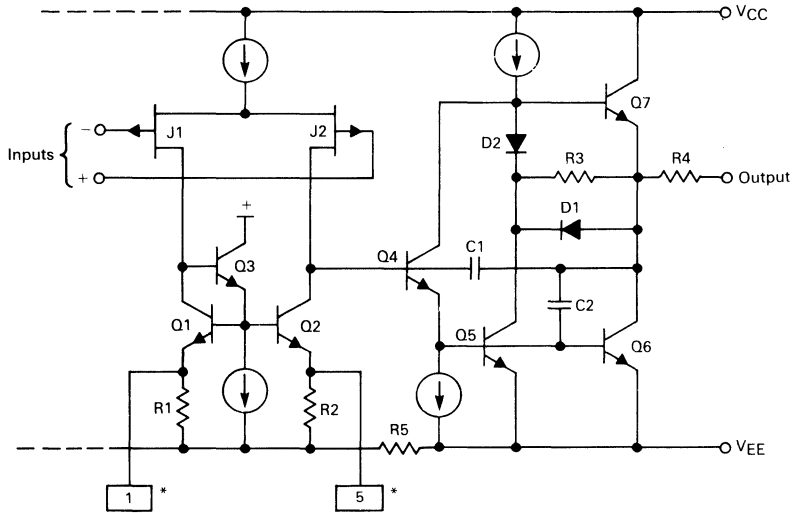 VCC
Q7
J1
J2
Inputs
−
+
D2
R3
R4
Output
+
D1
Q3
Q4
C1
C2
Q1
Q2
Q5
Q6
R1
R2
R5
VEE
1 *
5 *